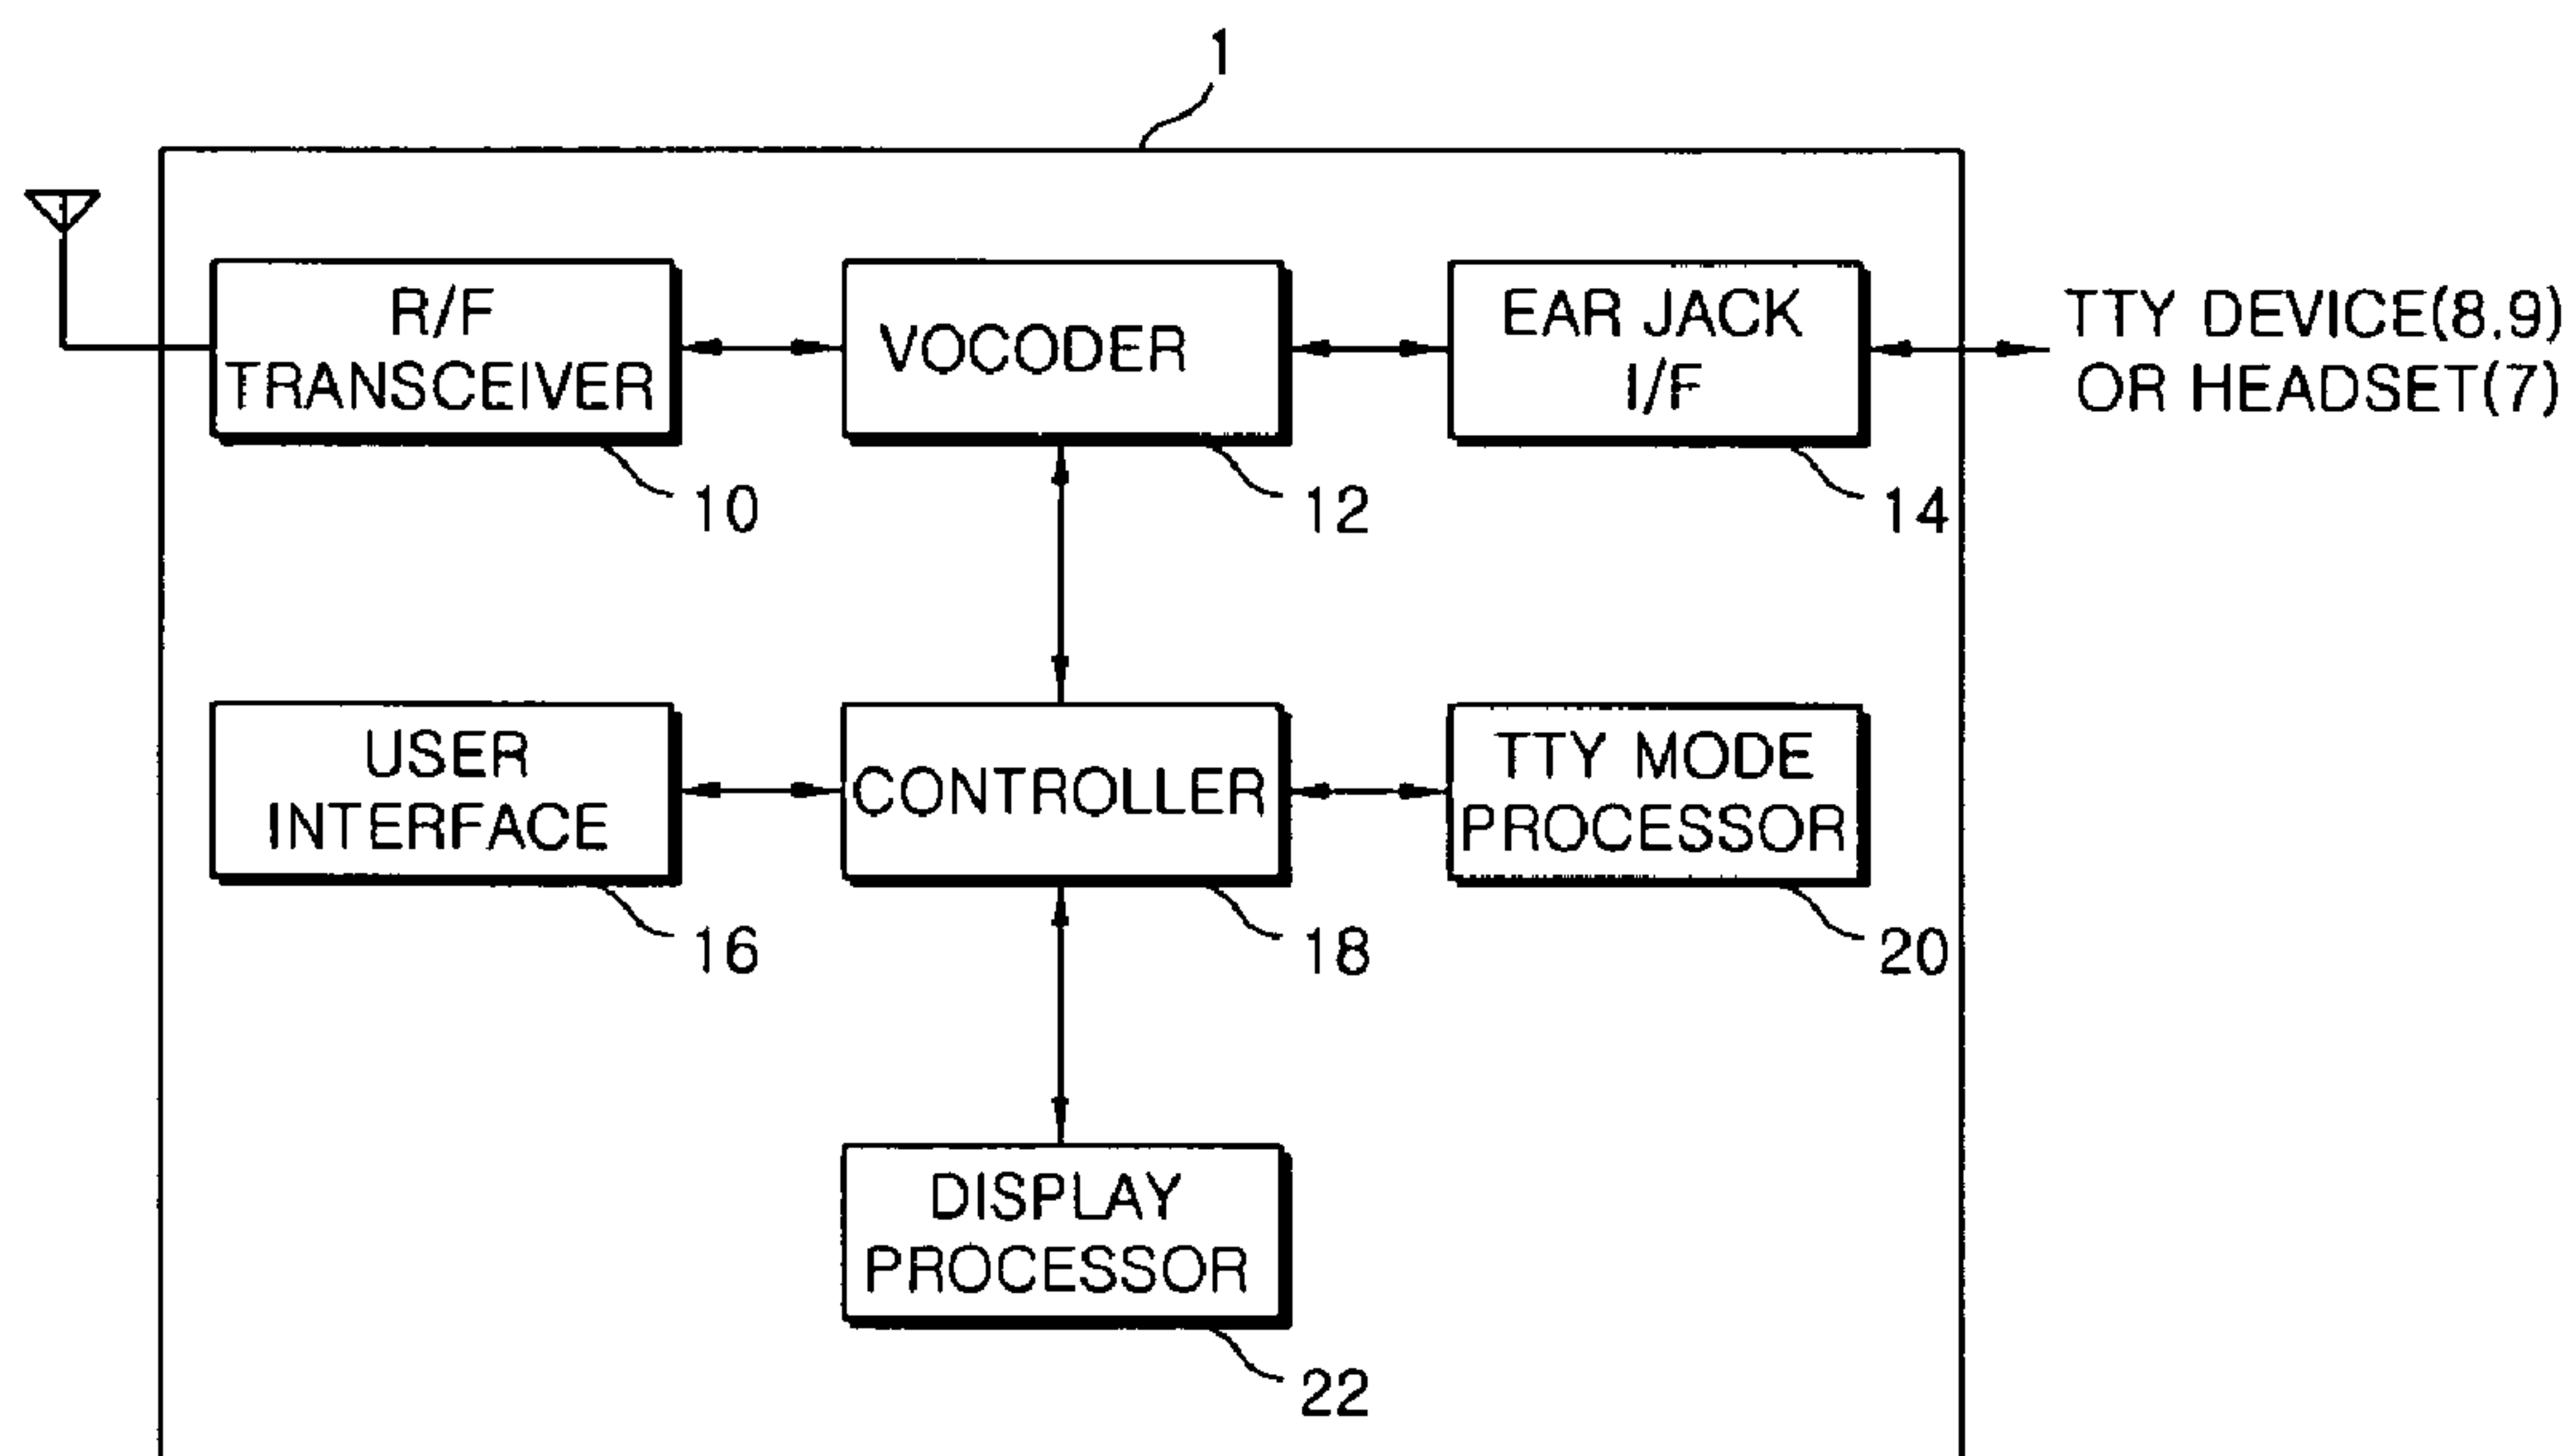 1
R/F
TRANSCEIVER
VOCODER
EAR JACK
I/F
TTY DEVICE(8,9)
OR HEADSET(7)
10
12
14
USER
INTERFACE
CONTROLLER
TTY MODE
PROCESSOR
16
18
20
DISPLAY
PROCESSOR
22